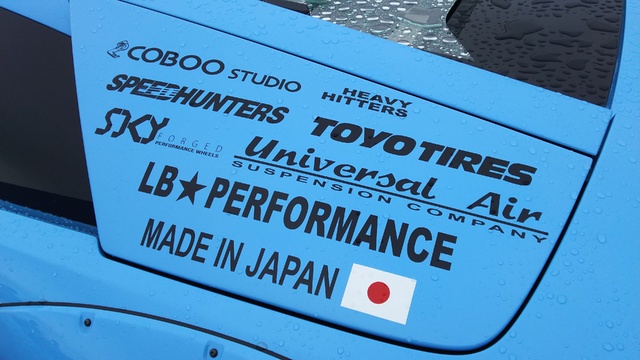 COBOO STUDIO
HEAVY
HITTERS
SPEEDHUNTERS
TOYO TIRES
SKY FORGED
PERFORMANCE WHEELS
Universal Air
SUSPENSION COMPANY
LB★PERFORMANCE
MADE IN JAPAN